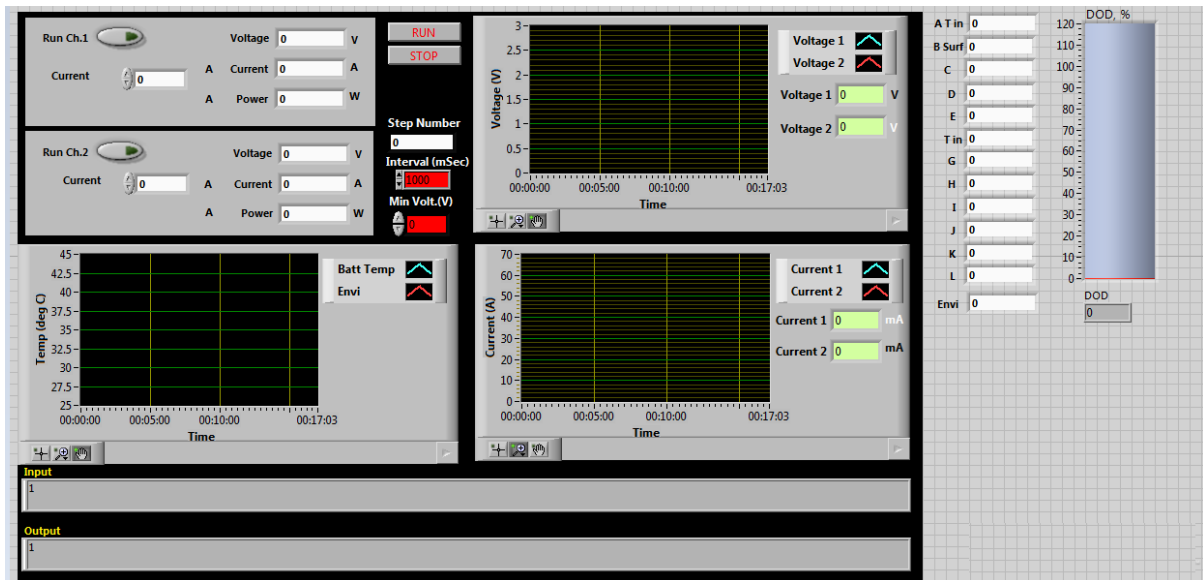 Run Ch.1
Voltage 0 V
Current 0 A
Current 0 A
A Power 0 W
Run Ch.2
Voltage 0 V
Current 0 A
Current 0 A
A Power 0 W
RUN
STOP
Step Number
0
Interval (mSec)
1000
Min Volt.(V)
0
Voltage (V)
3
2.5
2
1.5
1
0.5
0
00:00:00 00:05:00 00:10:00 00:17:03
Time
Voltage 1
Voltage 2
Voltage 1 0 V
Voltage 2 0 V
Temp (deg C)
45
42.5
40
37.5
35
32.5
30
27.5
25
00:00:00 00:05:00 00:10:00 00:17:03
Time
Batt Temp
Envi
Current (A)
70
60
50
40
30
20
10
0
00:00:00 00:05:00 00:10:00 00:17:03
Time
Current 1
Current 2
Current 1 0 mA
Current 2 0 mA
Input
1
Output
1
A T in 0
B Surf 0
C 0
D 0
E 0
T in 0
G 0
H 0
I 0
J 0
K 0
L 0
Envi 0
DOD, %
120
110
100
90
80
70
60
50
40
30
20
10
0
DOD
0